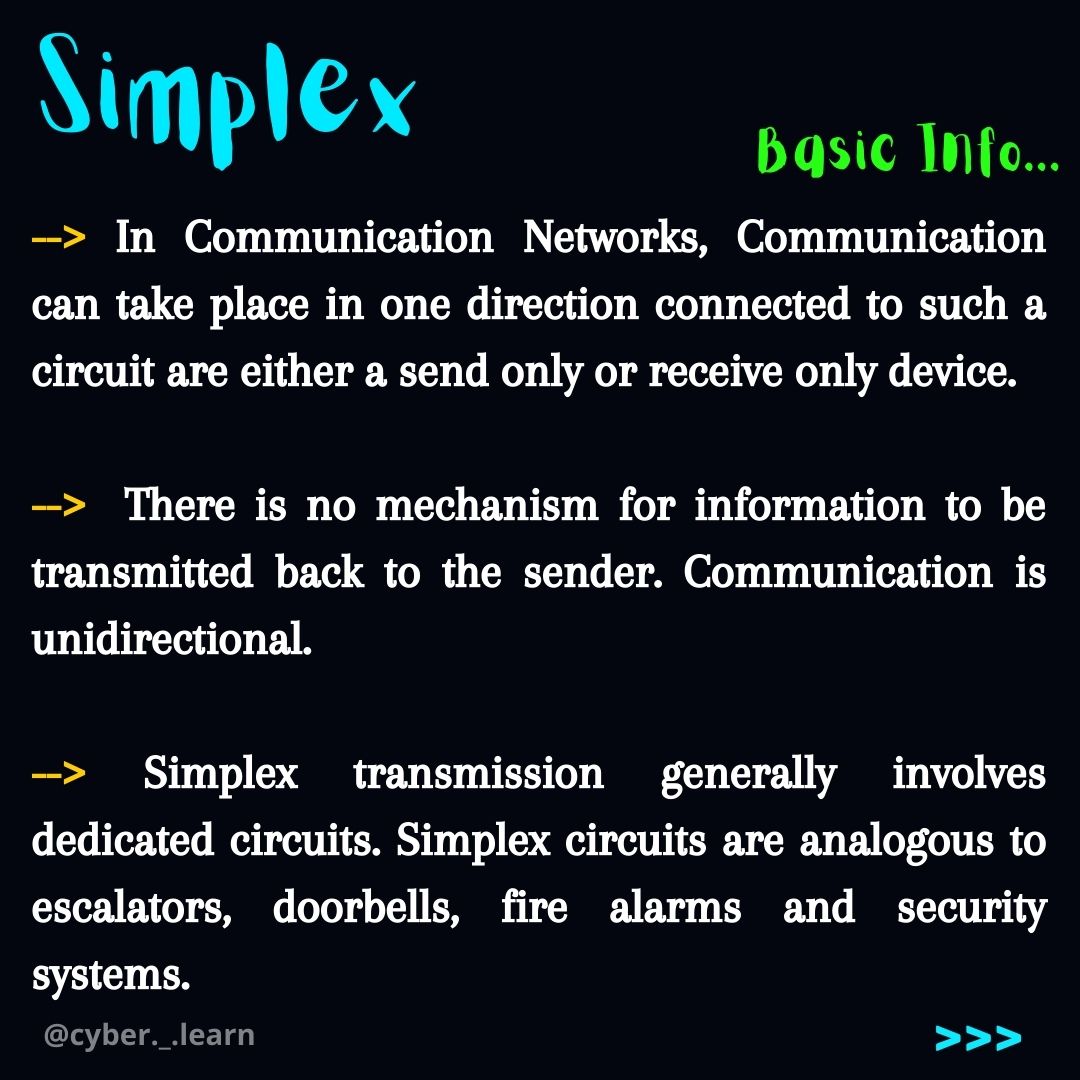 Simplex
Basic Info...
--> In Communication Networks, Communication
can take place in one direction connected to such a
circuit are either a send only or receive only device.
--> There is no mechanism for information to be
transmitted back to the sender. Communication is
unidirectional.
--> Simplex transmission generally involves
dedicated circuits. Simplex circuits are analogous to
escalators, doorbells, fire alarms and security
systems.
@cyber._.learn
>>>